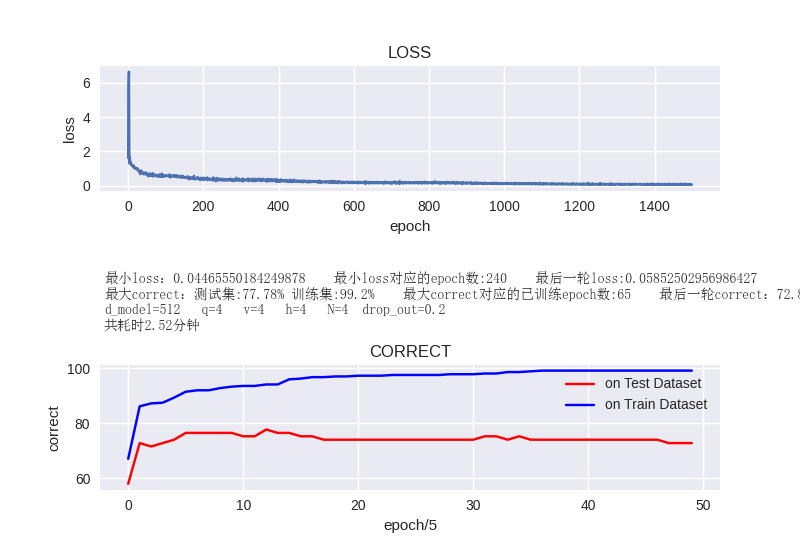 LOSS
6
4
2
0
loss
0 200 400 600 800 1000 1200 1400
epoch
最小loss：0.04465550184249878 最小loss对应的epoch数:240 最后一轮loss:0.05852502956986427
最大correct：测试集:77.78% 训练集:99.2% 最大correct对应的已训练epoch数:65 最后一轮correct：72.8
d_model=512 q=4 v=4 h=4 N=4 drop_out=0.2
共耗时2.52分钟
CORRECT
100
80
60
correct
on Test Dataset
on Train Dataset
0 10 20 30 40 50
epoch/5